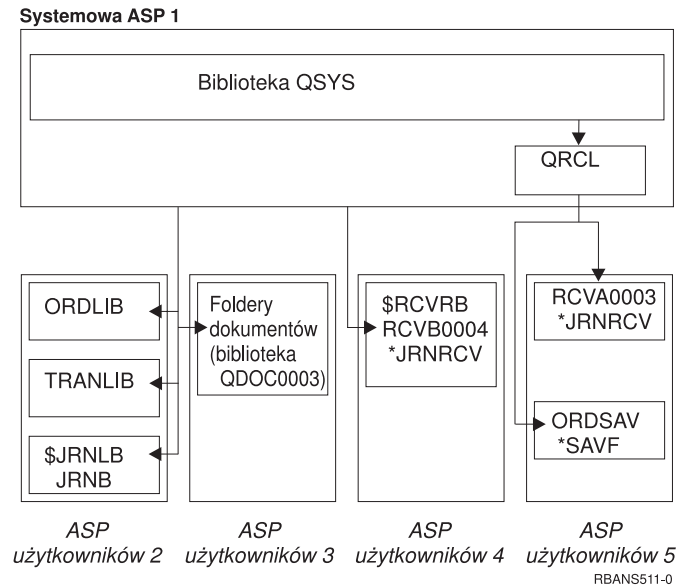 Systemowa ASP 1
Biblioteka QSYS
QRCL
ORDLIB
TRANLIB
$JRNLB
JRNB
Foldery
dokumentów
(biblioteka
QDOC0003)
$RCVRB
RCVB0004
*JRNRCV
RCVA0003
*JRNRCV
ORDSAV
*SAVF
ASP
użytkowników 2
ASP
użytkowników 3
ASP
użytkowników 4
ASP
użytkowników 5
RBANS511-0